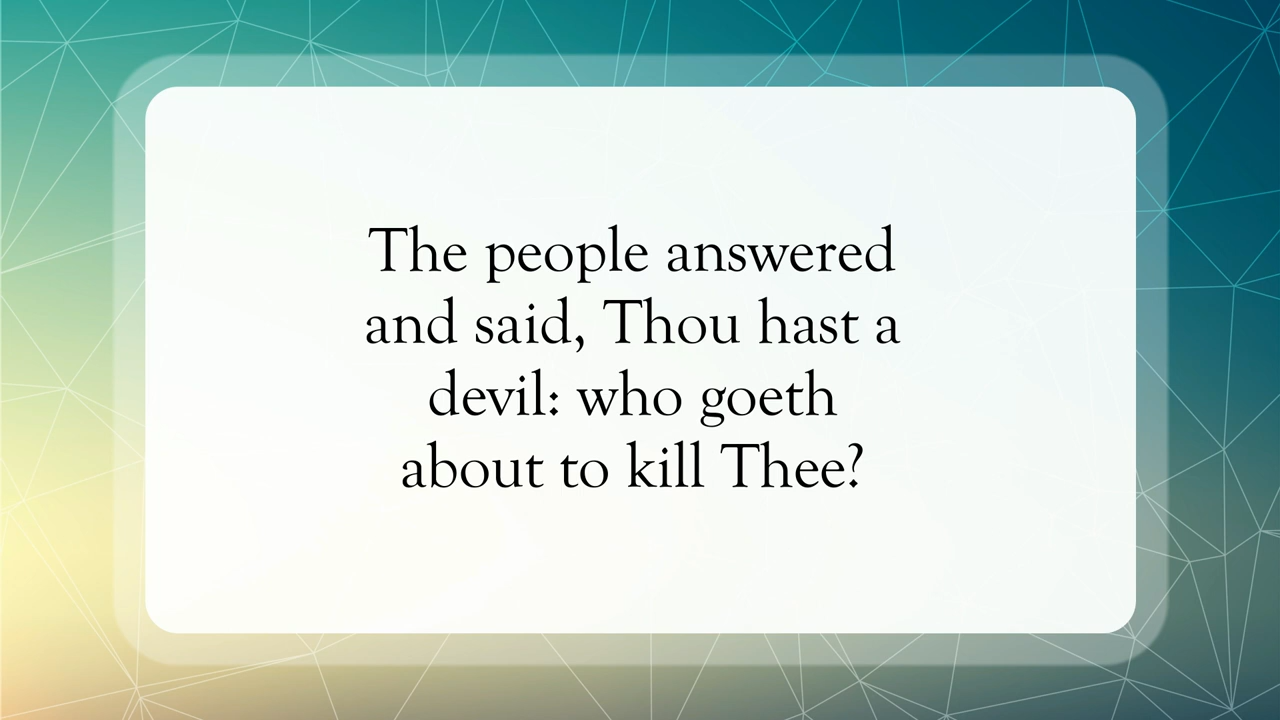 The people answered
and said, Thou hast a
devil: who goeth
about to kill Thee?